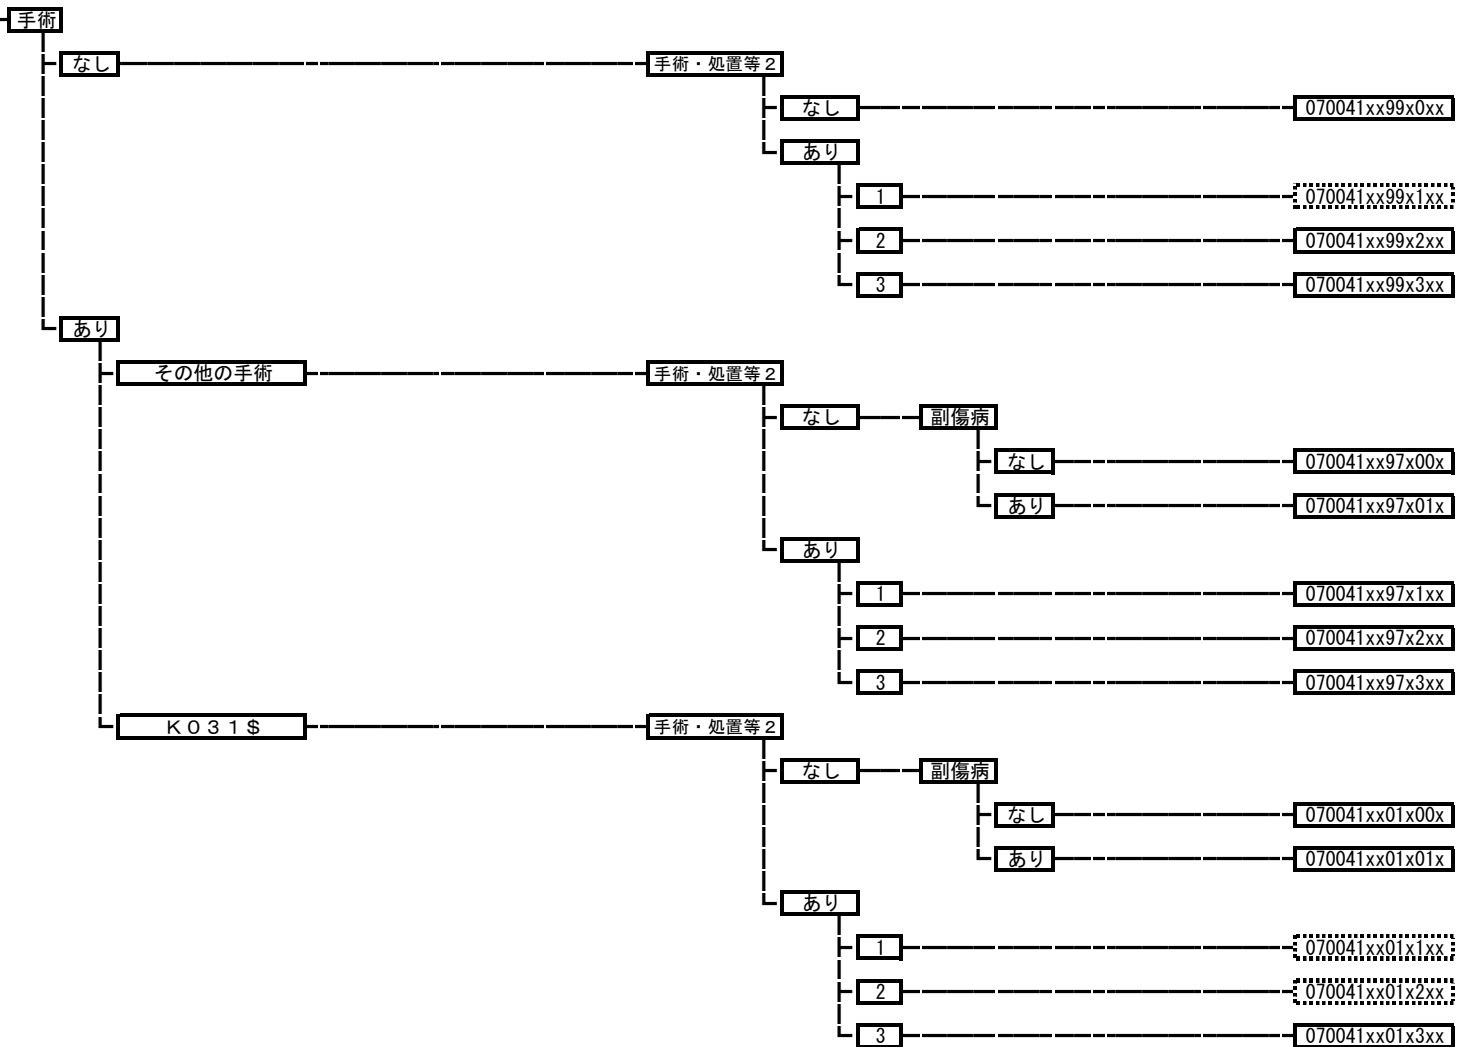 手術
なし 手術・処置等2
なし 070041xx99x0xx
あり
1 070041xx99x1xx
2 070041xx99x2xx
3 070041xx99x3xx
あり
その他の手術 手術・処置等2
なし 副傷病
なし 070041xx97x00x
あり 070041xx97x01x
あり
1 070041xx97x1xx
2 070041xx97x2xx
3 070041xx97x3xx
K031$ 手術・処置等2
なし 副傷病
なし 070041xx01x00x
あり 070041xx01x01x
あり
1 070041xx01x1xx
2 070041xx01x2xx
3 070041xx01x3xx